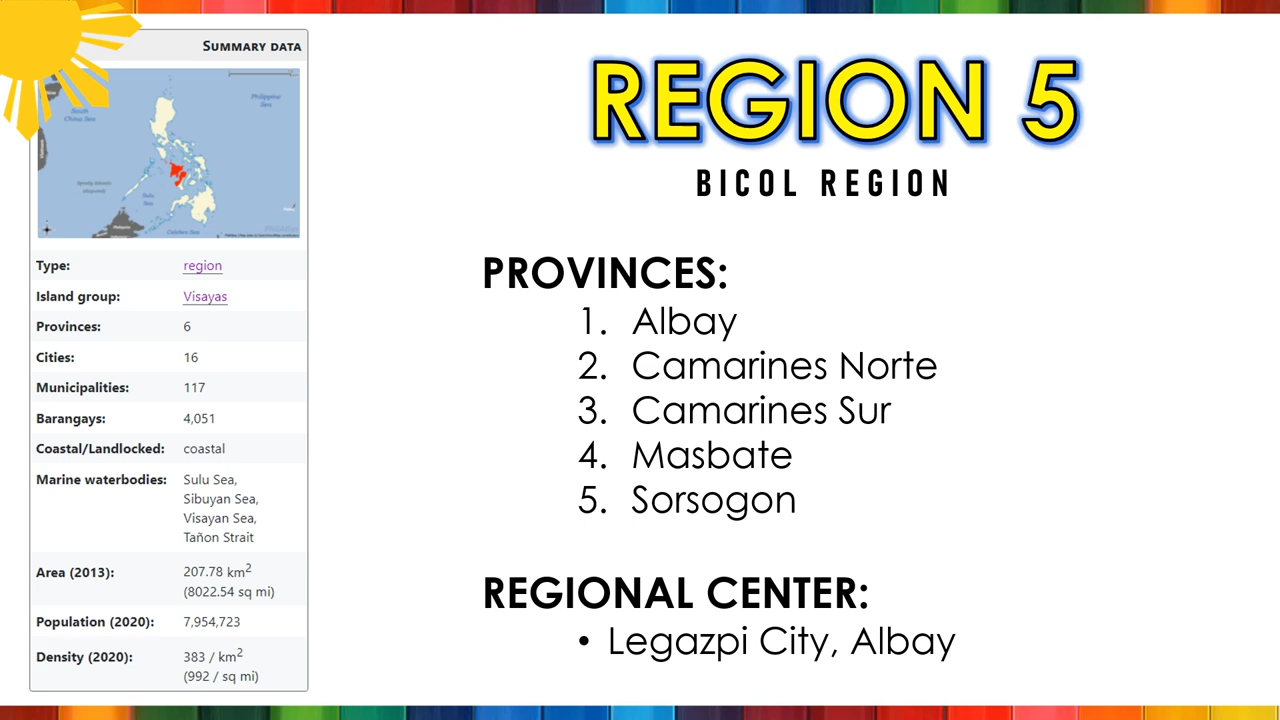 SUMMARY DATA
Philippine
Sea
South
China Sea
Sulu
Sea
Celebes Sea
Type: region
Island group: Visayas
Provinces: 6
Cities: 16
Municipalities: 117
Barangays: 4,051
Coastal/Landlocked: coastal
Marine waterbodies: Sulu Sea,
Sibuyan Sea,
Visayan Sea,
Tañon Strait
Area (2013): 207.78 km2
(8022.54 sq mi)
Population (2020): 7,954,723
Density (2020): 383 / km2
(992 / sq mi)
REGION 5
BICOL REGION
PROVINCES:
1. Albay
2. Camarines Norte
3. Camarines Sur
4. Masbate
5. Sorsogon
REGIONAL CENTER:
• Legazpi City, Albay